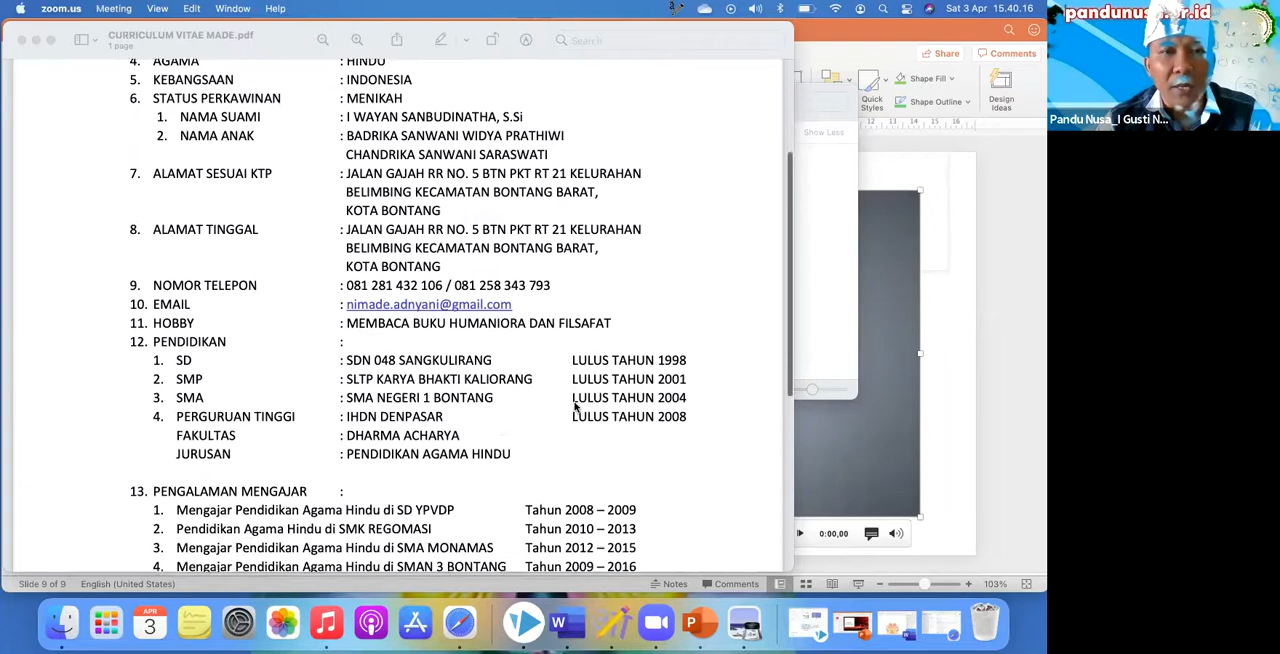 zoom.us Meeting View Edit Window Help Sat 3 Apr 15.40.16
CURRICULUM VITAE MADE.pdf
1 page
Search
4. AGAMA : HINDU
5. KEBANGSAAN : INDONESIA
6. STATUS PERKAWINAN : MENIKAH
1. NAMA SUAMI : I WAYAN SANBUDINATHA, S.Si
2. NAMA ANAK : BADRIKA SANWANI WIDYA PRATHIWI
CHANDRIKA SANWANI SARASWATI
7. ALAMAT SESUAI KTP : JALAN GAJAH RR NO. 5 BTN PKT RT 21 KELURAHAN
BELIMBING KECAMATAN BONTANG BARAT,
KOTA BONTANG
8. ALAMAT TINGGAL : JALAN GAJAH RR NO. 5 BTN PKT RT 21 KELURAHAN
BELIMBING KECAMATAN BONTANG BARAT,
KOTA BONTANG
9. NOMOR TELEPON : 081 281 432 106 / 081 258 343 793
10. EMAIL : nimade.adnyani@gmail.com
11. HOBBY : MEMBACA BUKU HUMANIORA DAN FILSAFAT
12. PENDIDIKAN :
1. SD : SDN 048 SANGKULIRANG LULUS TAHUN 1998
2. SMP : SLTP KARYA BHAKTI KALIORANG LULUS TAHUN 2001
3. SMA : SMA NEGERI 1 BONTANG LULUS TAHUN 2004
4. PERGURUAN TINGGI : IHDN DENPASAR LULUS TAHUN 2008
FAKULTAS : DHARMA ACHARYA
JURUSAN : PENDIDIKAN AGAMA HINDU
13. PENGALAMAN MENGAJAR :
1. Mengajar Pendidikan Agama Hindu di SD YPVDP Tahun 2008 – 2009
2. Pendidikan Agama Hindu di SMK REGOMASI Tahun 2010 – 2013
3. Mengajar Pendidikan Agama Hindu di SMA MONAMAS Tahun 2012 – 2015
4. Mengajar Pendidikan Agama Hindu di SMAN 3 BONTANG Tahun 2009 – 2016
Share Comments
Shape Fill
Shape Outline
Quick
Styles
Design
Ideas
Show Less
12 13 14 15 16
0:00,00
Slide 9 of 9 English (United States) Notes Comments 103%
APR
3
Pandu Nusa_I Gusti N...